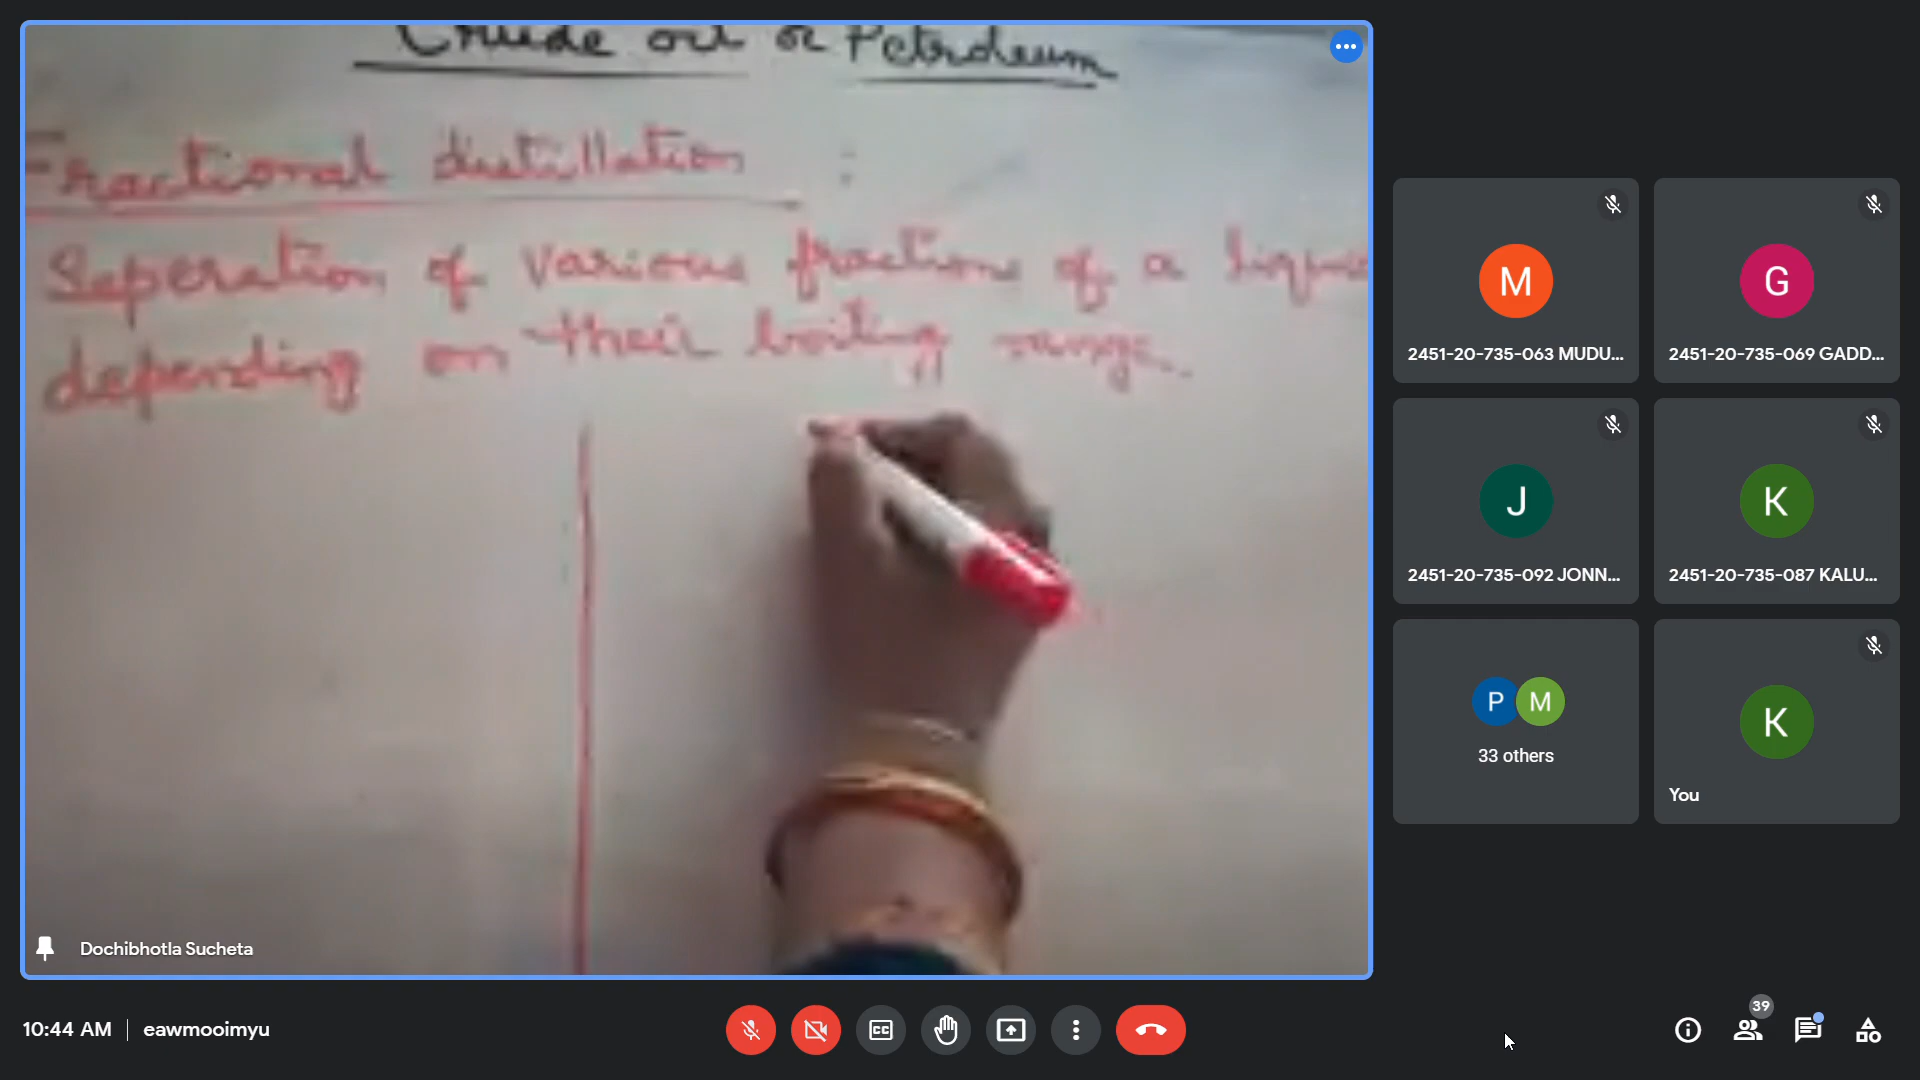 Crude oil or Petroleum
Fractional distillation :
Seperation of various fractions of a liqui
depending on their boiling range.
Dochibhotla Sucheta
M
2451-20-735-063 MUDU...
G
2451-20-735-069 GADD...
J
2451-20-735-092 JONN...
K
2451-20-735-087 KALU...
P M
33 others
K
You
10:44 AM | eawmooimyu
CC
39